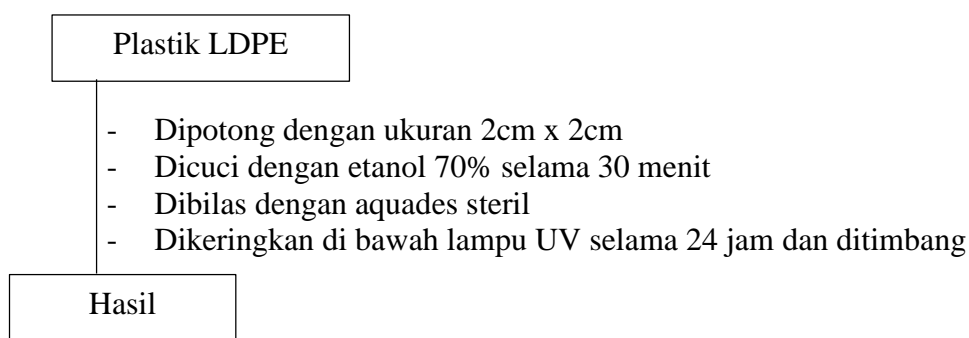 Plastik LDPE
- Dipotong dengan ukuran 2cm x 2cm
- Dicuci dengan etanol 70% selama 30 menit
- Dibilas dengan aquades steril
- Dikeringkan di bawah lampu UV selama 24 jam dan ditimbang
Hasil